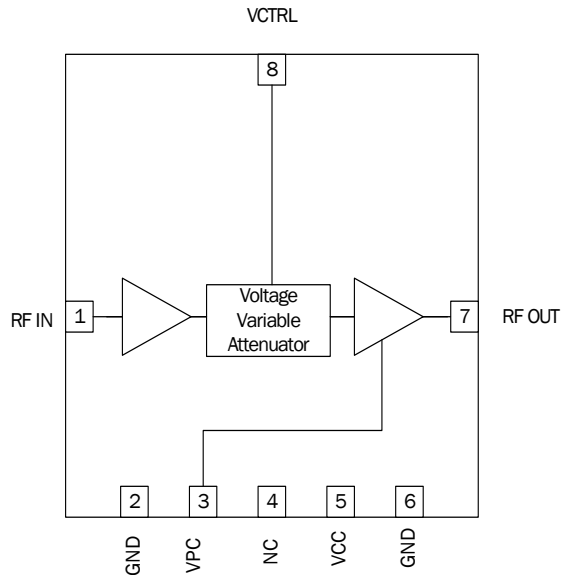 VCTRL
8
RF IN
1
Voltage
Variable
Attenuator
7
RF OUT
2
3
4
5
6
GND
VPC
NC
VCC
GND